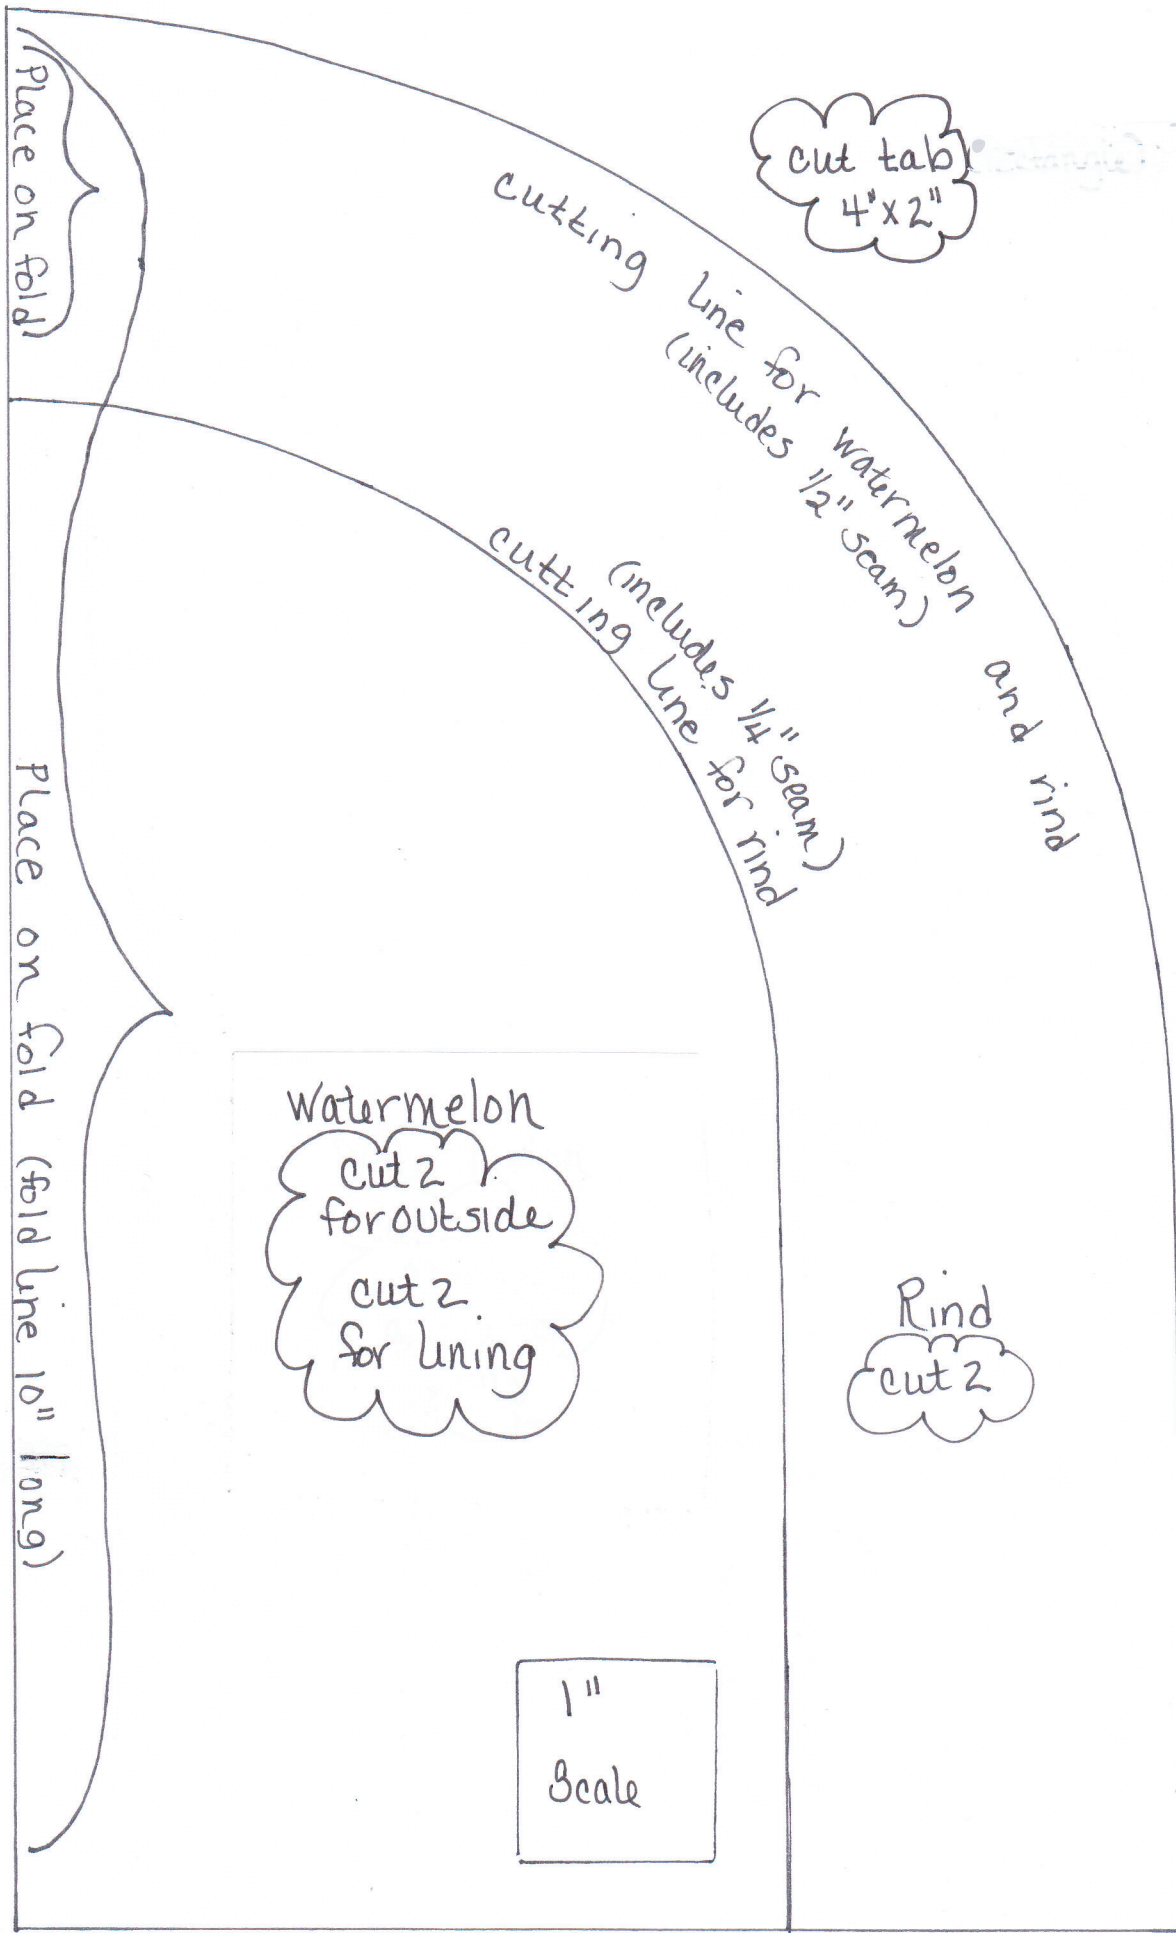 cut tab
4"x2"
(Place on fold)
cutting line for watermelon and rind
(includes 1/2" seam)
(includes 1/4" seam)
cutting line for rind
Place on fold (fold line 10" long)
Watermelon
cut 2
for outside
cut 2
for lining
Rind
cut 2
1"
Scale